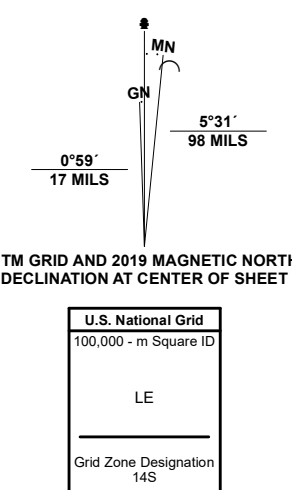 MN
GN
5°31´
98 MILS
0°59´
17 MILS
TM GRID AND 2019 MAGNETIC NORTH
DECLINATION AT CENTER OF SHEET
U.S. National Grid
100,000 - m Square ID
LE
Grid Zone Designation
14S